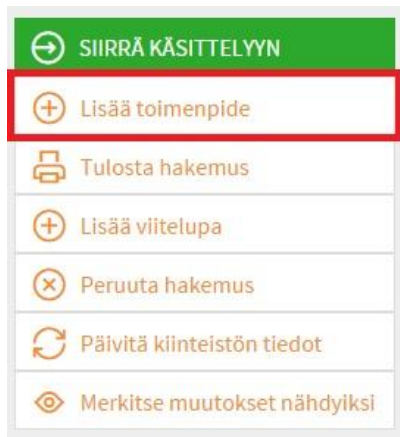 SIIRRÄ KÄSITTELYYN
Lisää toimenpide
Tulosta hakemus
Lisää viitelupa
Peruuta hakemus
Päivitä kiinteistön tiedot
Merkitse muutokset nähdyiksi